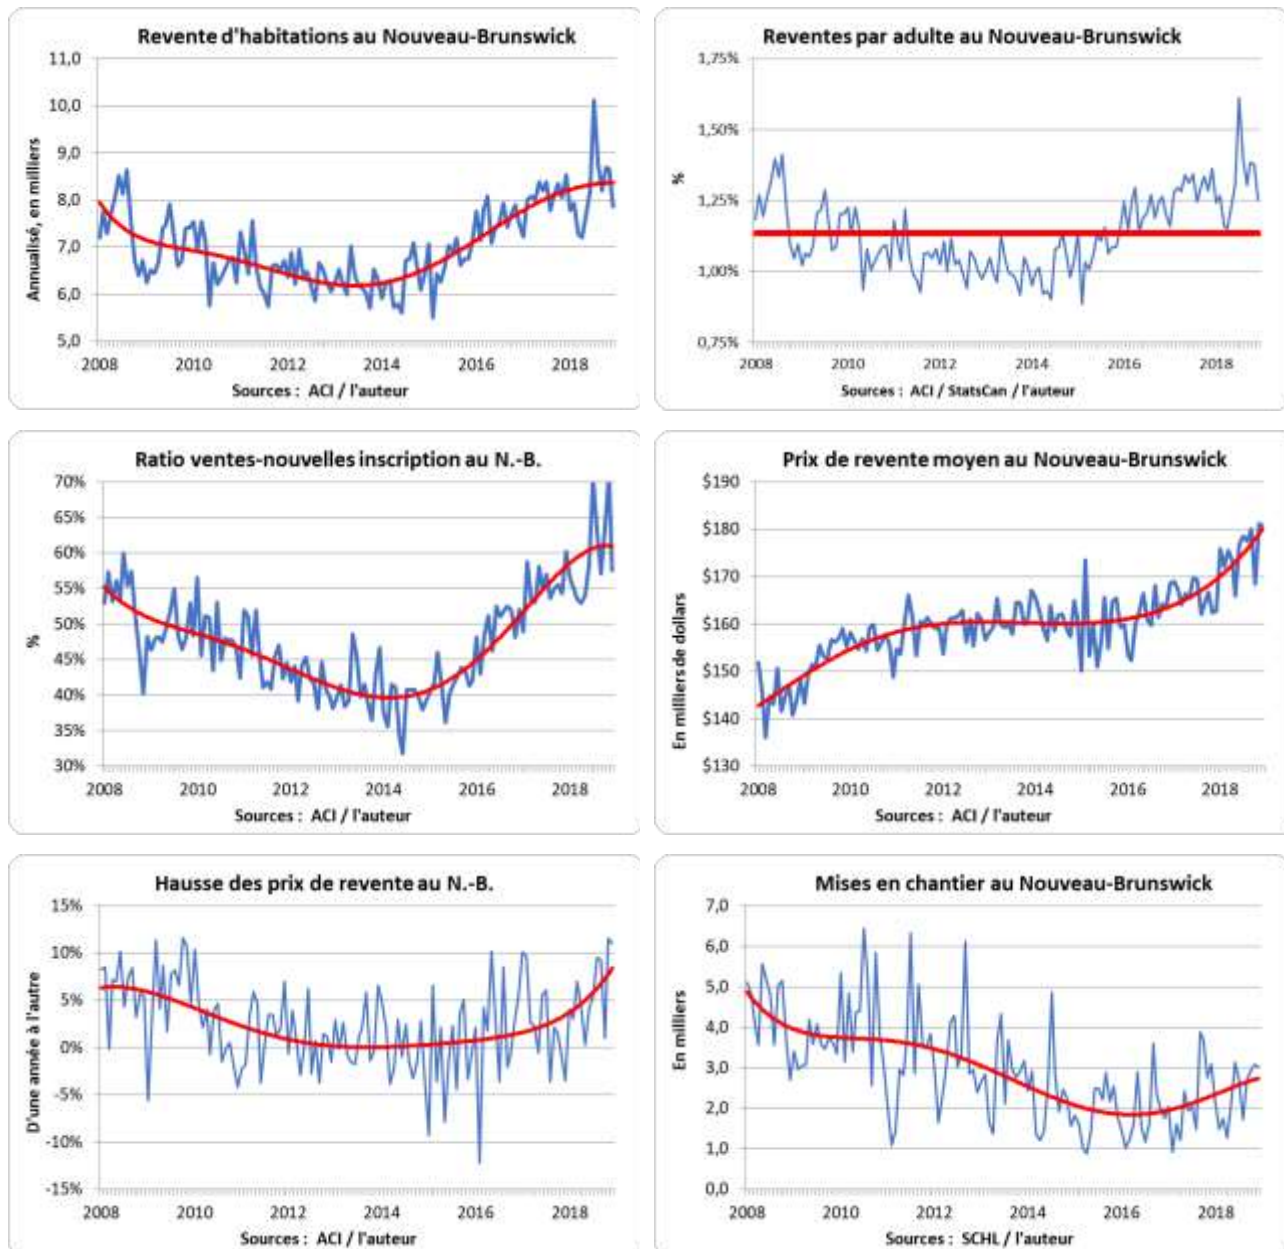 Revente d'habitations au Nouveau-Brunswick
11,0
10,0
9,0
8,0
7,0
6,0
5,0
Annualisé, en milliers
2008 2010 2012 2014 2016 2018
Sources : ACI / l'auteur
Reventes par adulte au Nouveau-Brunswick
1,75%
1,50%
1,25%
1,00%
0,75%
%
2008 2010 2012 2014 2016 2018
Sources : ACI / StatsCan / l'auteur
Ratio ventes-nouvelles inscription au N.-B.
70%
65%
60%
55%
50%
45%
40%
35%
30%
%
2008 2010 2012 2014 2016 2018
Sources : ACI / l'auteur
Prix de revente moyen au Nouveau-Brunswick
$190
$180
$170
$160
$150
$140
$130
En milliers de dollars
2008 2010 2012 2014 2016 2018
Sources : ACI / l'auteur
Hausse des prix de revente au N.-B.
15%
10%
5%
0%
-5%
-10%
-15%
D'une année à l'autre
2008 2010 2012 2014 2016 2018
Sources : ACI / l'auteur
Mises en chantier au Nouveau-Brunswick
7,0
6,0
5,0
4,0
3,0
2,0
1,0
0,0
En milliers
2008 2010 2012 2014 2016 2018
Sources : SCHL / l'auteur